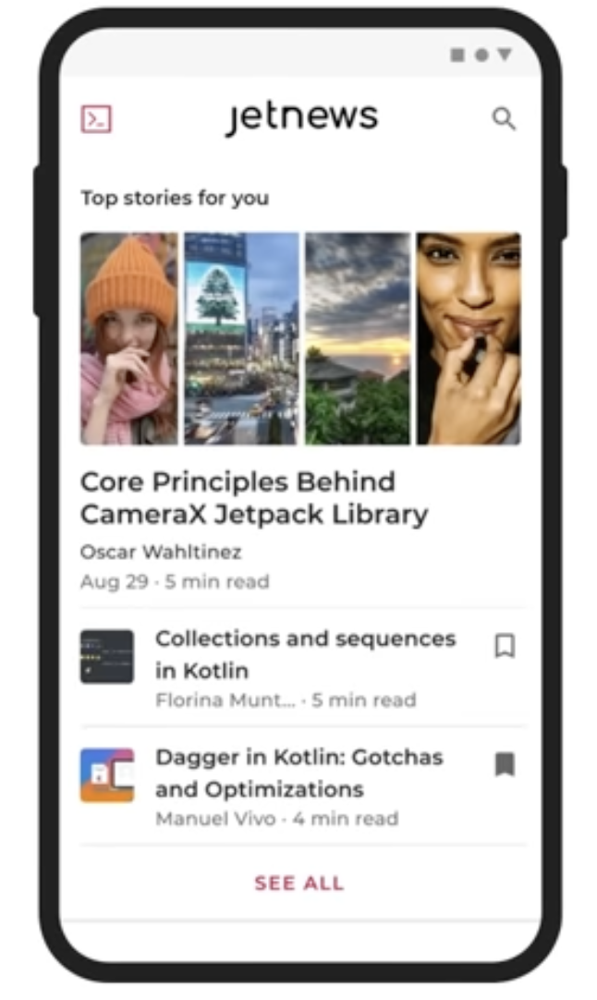 jetnews
Top stories for you
Core Principles Behind
CameraX Jetpack Library
Oscar Wahltinez
Aug 29 · 5 min read
Collections and sequences
in Kotlin
Florina Munt... · 5 min read
Dagger in Kotlin: Gotchas
and Optimizations
Manuel Vivo · 4 min read
SEE ALL